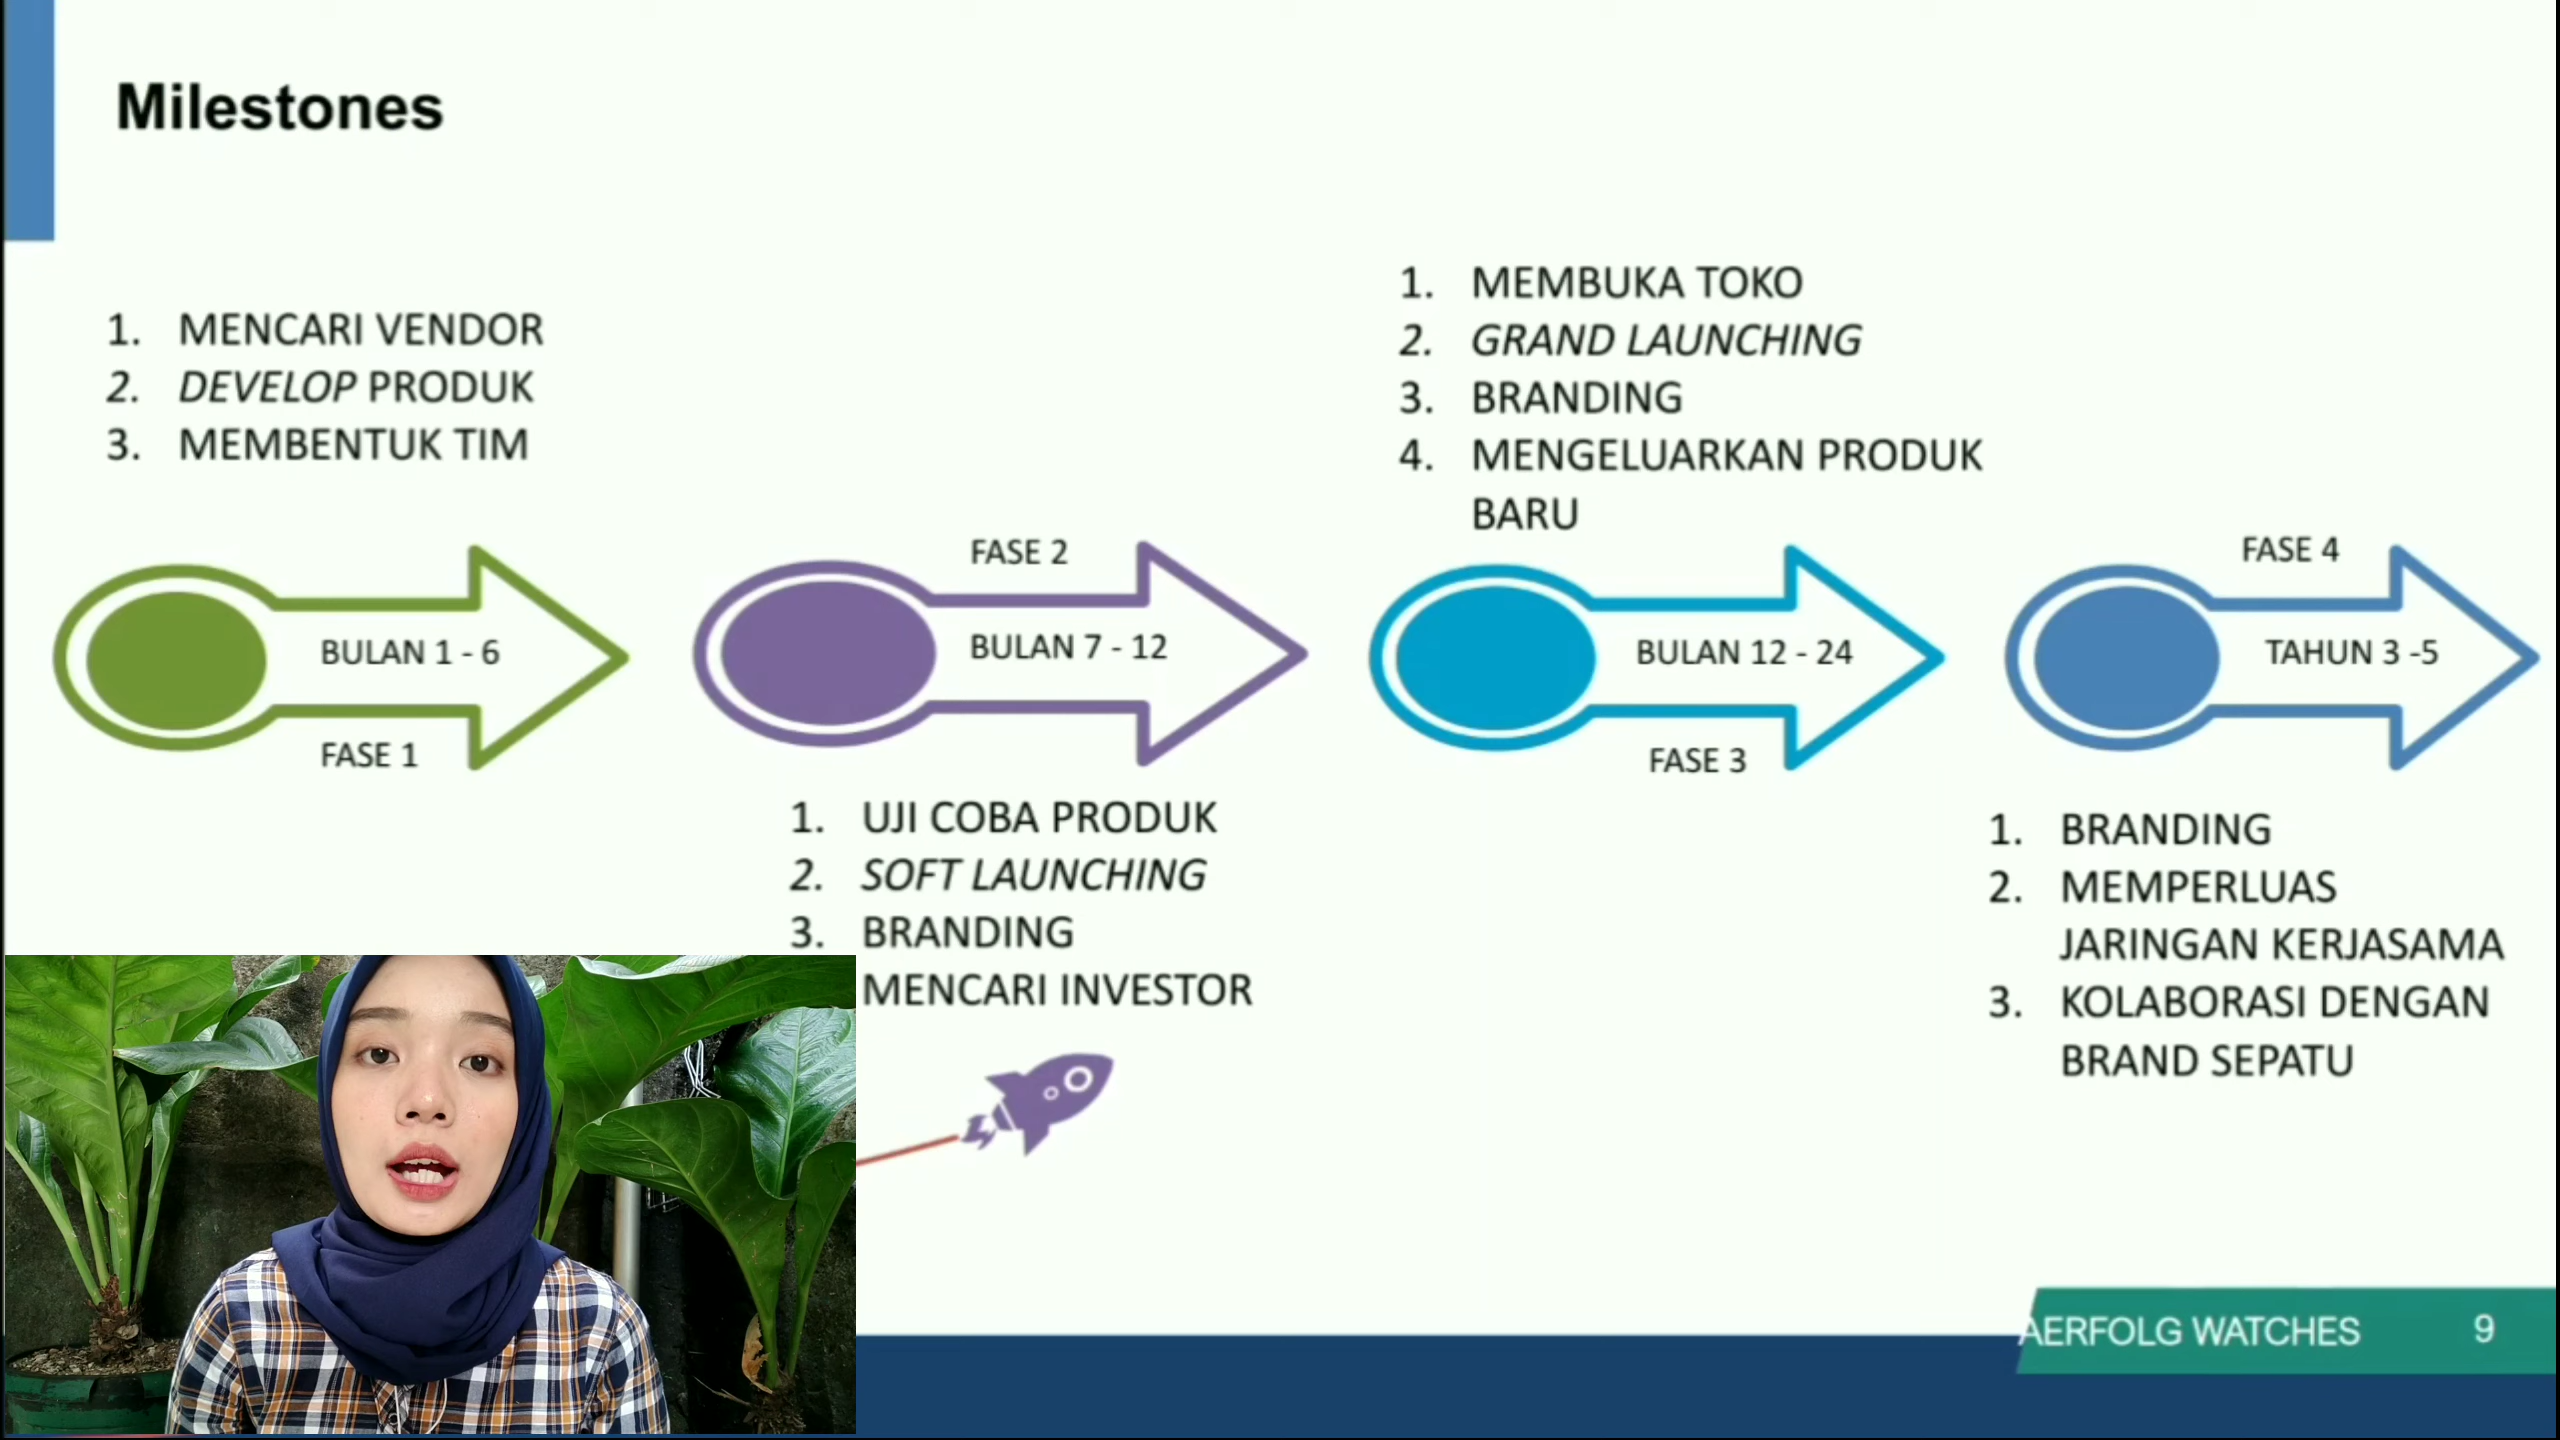 Milestones
1. MENCARI VENDOR
2. DEVELOP PRODUK
3. MEMBENTUK TIM
BULAN 1 - 6
FASE 1
FASE 2
BULAN 7 - 12
1. UJI COBA PRODUK
2. SOFT LAUNCHING
3. BRANDING
MENCARI INVESTOR
1. MEMBUKA TOKO
2. GRAND LAUNCHING
3. BRANDING
4. MENGELUARKAN PRODUK
BARU
BULAN 12 - 24
FASE 3
FASE 4
TAHUN 3 -5
1. BRANDING
2. MEMPERLUAS
JARINGAN KERJASAMA
3. KOLABORASI DENGAN
BRAND SEPATU
AERFOLG WATCHES 9